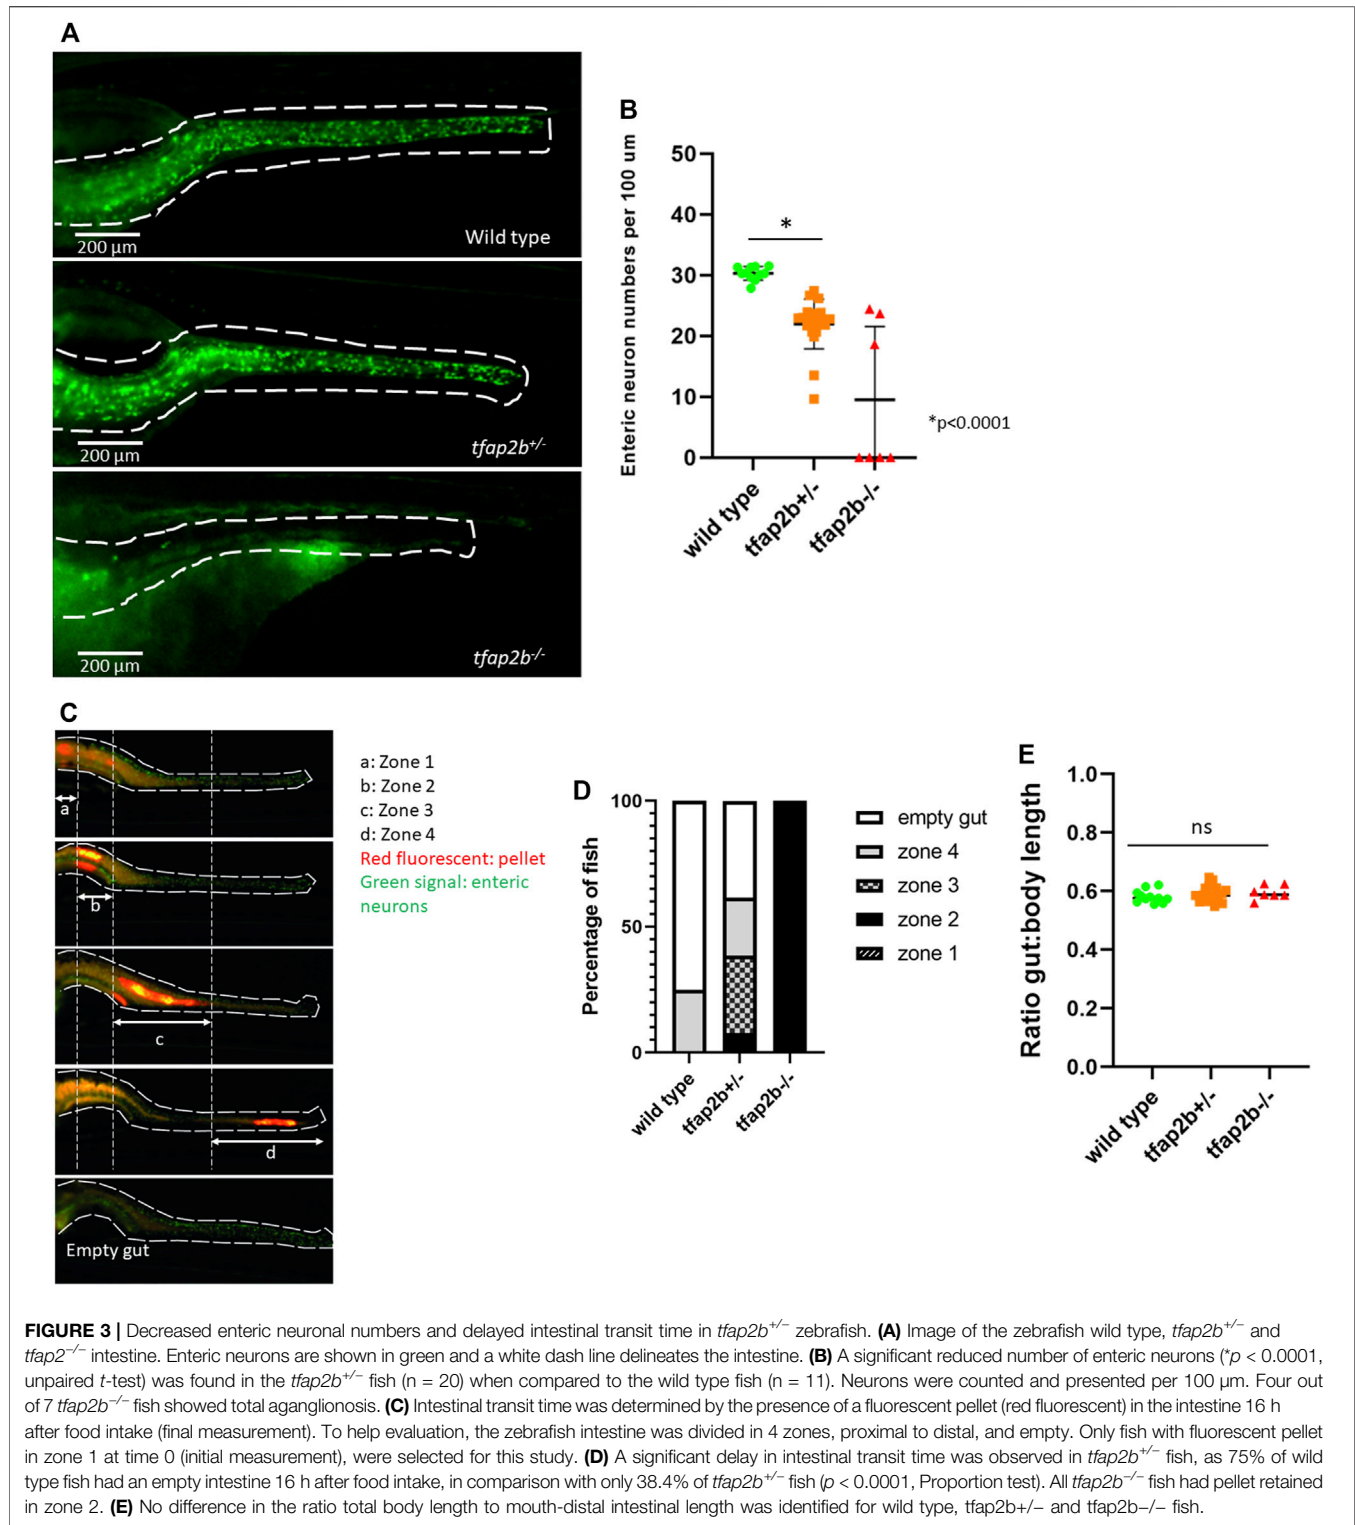 A
Wild type
200 µm
tfap2b+/-
200 µm
tfap2b-/-
200 µm
B
Enteric neuron numbers per 100 um
50
40
30
20
10
0
*
*p<0.0001
wild type
tfap2b+/-
tfap2b-/-
C
a
b
c
d
Empty gut
a: Zone 1
b: Zone 2
c: Zone 3
d: Zone 4
Red fluorescent: pellet
Green signal: enteric
neurons
D
Percentage of fish
100
50
0
wild type
tfap2b+/-
tfap2b-/-
empty gut
zone 4
zone 3
zone 2
zone 1
E
Ratio gut:body length
1.0
0.8
0.6
0.4
0.2
0.0
ns
wild type
tfap2b+/-
tfap2b-/-
FIGURE 3 | Decreased enteric neuronal numbers and delayed intestinal transit time in tfap2b+/− zebrafish. (A) Image of the zebrafish wild type, tfap2b+/− and
tfap2−/− intestine. Enteric neurons are shown in green and a white dash line delineates the intestine. (B) A significant reduced number of enteric neurons (*p < 0.0001,
unpaired t-test) was found in the tfap2b+/− fish (n = 20) when compared to the wild type fish (n = 11). Neurons were counted and presented per 100 µm. Four out
of 7 tfap2b−/− fish showed total aganglionosis. (C) Intestinal transit time was determined by the presence of a fluorescent pellet (red fluorescent) in the intestine 16 h
after food intake (final measurement). To help evaluation, the zebrafish intestine was divided in 4 zones, proximal to distal, and empty. Only fish with fluorescent pellet
in zone 1 at time 0 (initial measurement), were selected for this study. (D) A significant delay in intestinal transit time was observed in tfap2b+/− fish, as 75% of wild
type fish had an empty intestine 16 h after food intake, in comparison with only 38.4% of tfap2b+/− fish (p < 0.0001, Proportion test). All tfap2b−/− fish had pellet retained
in zone 2. (E) No difference in the ratio total body length to mouth-distal intestinal length was identified for wild type, tfap2b+/− and tfap2b−/− fish.